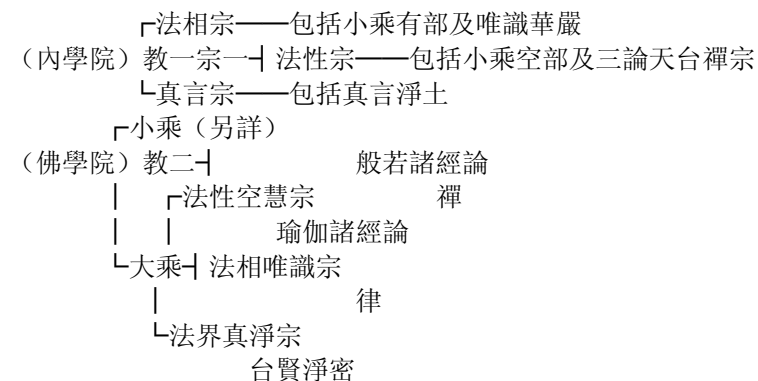 ┌法相宗——包括小乘有部及唯識華嚴
（內學院）教一宗一┤法性宗——包括小乘空部及三論天台禪宗
└真言宗——包括真言淨土
┌小乘（另詳）
（佛學院）教二┤ 般若諸經論
│ ┌法性空慧宗 禪
│ │ 瑜伽諸經論
└大乘┤法相唯識宗
│ 律
└法界真淨宗
台賢淨密